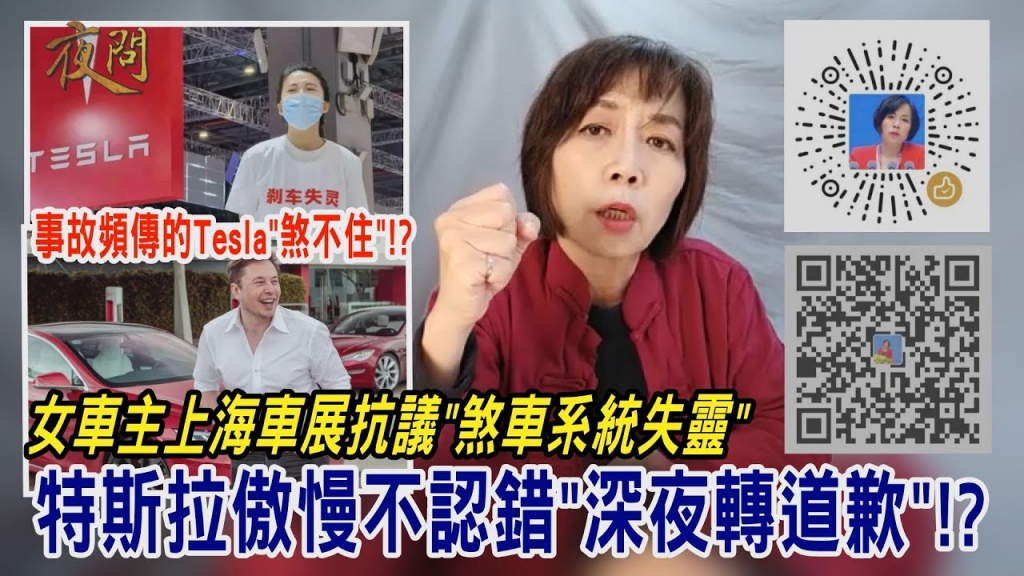 夜問
TESLA
刹车失灵
事故頻傳的Tesla"煞不住"!?
女車主上海車展抗議"煞車系統失靈"
特斯拉傲慢不認錯"深夜轉道歉"!?